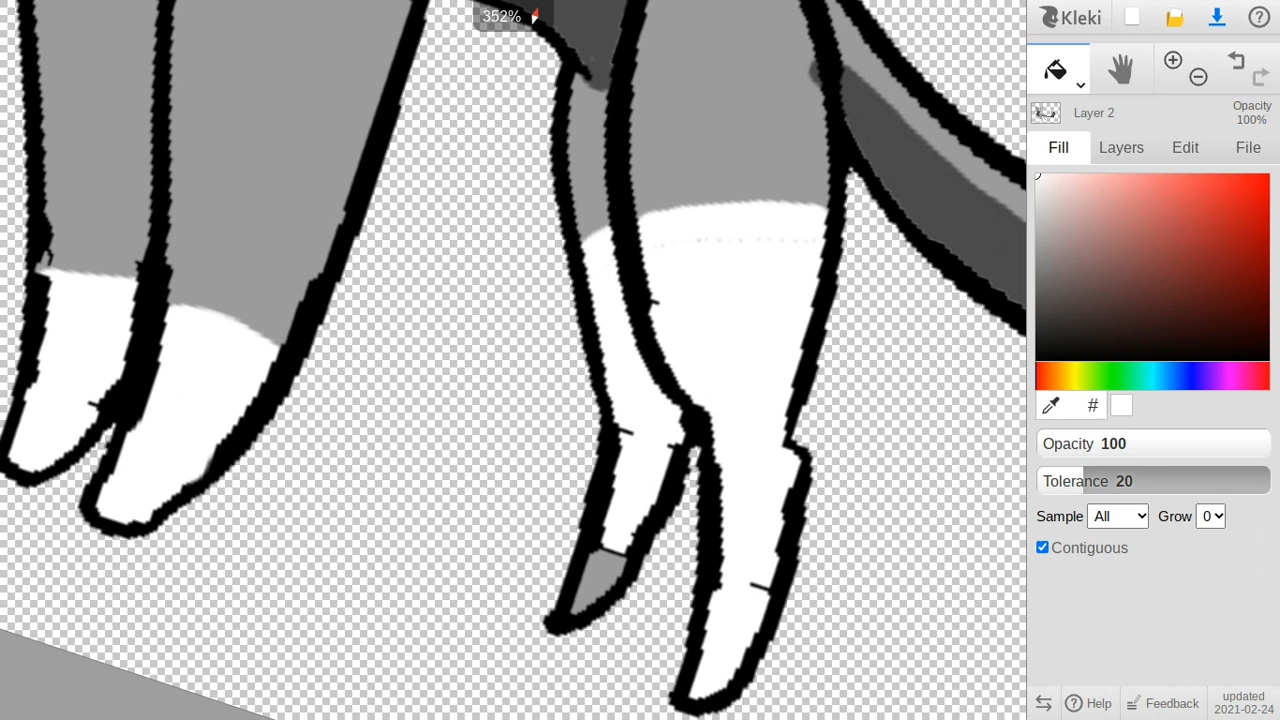 352%
Kleki
Layer 2
Opacity
100%
Fill Layers Edit File
#
Opacity 100
Tolerance 20
Sample All Grow 0
Contiguous
Help Feedback updated
2021-02-24